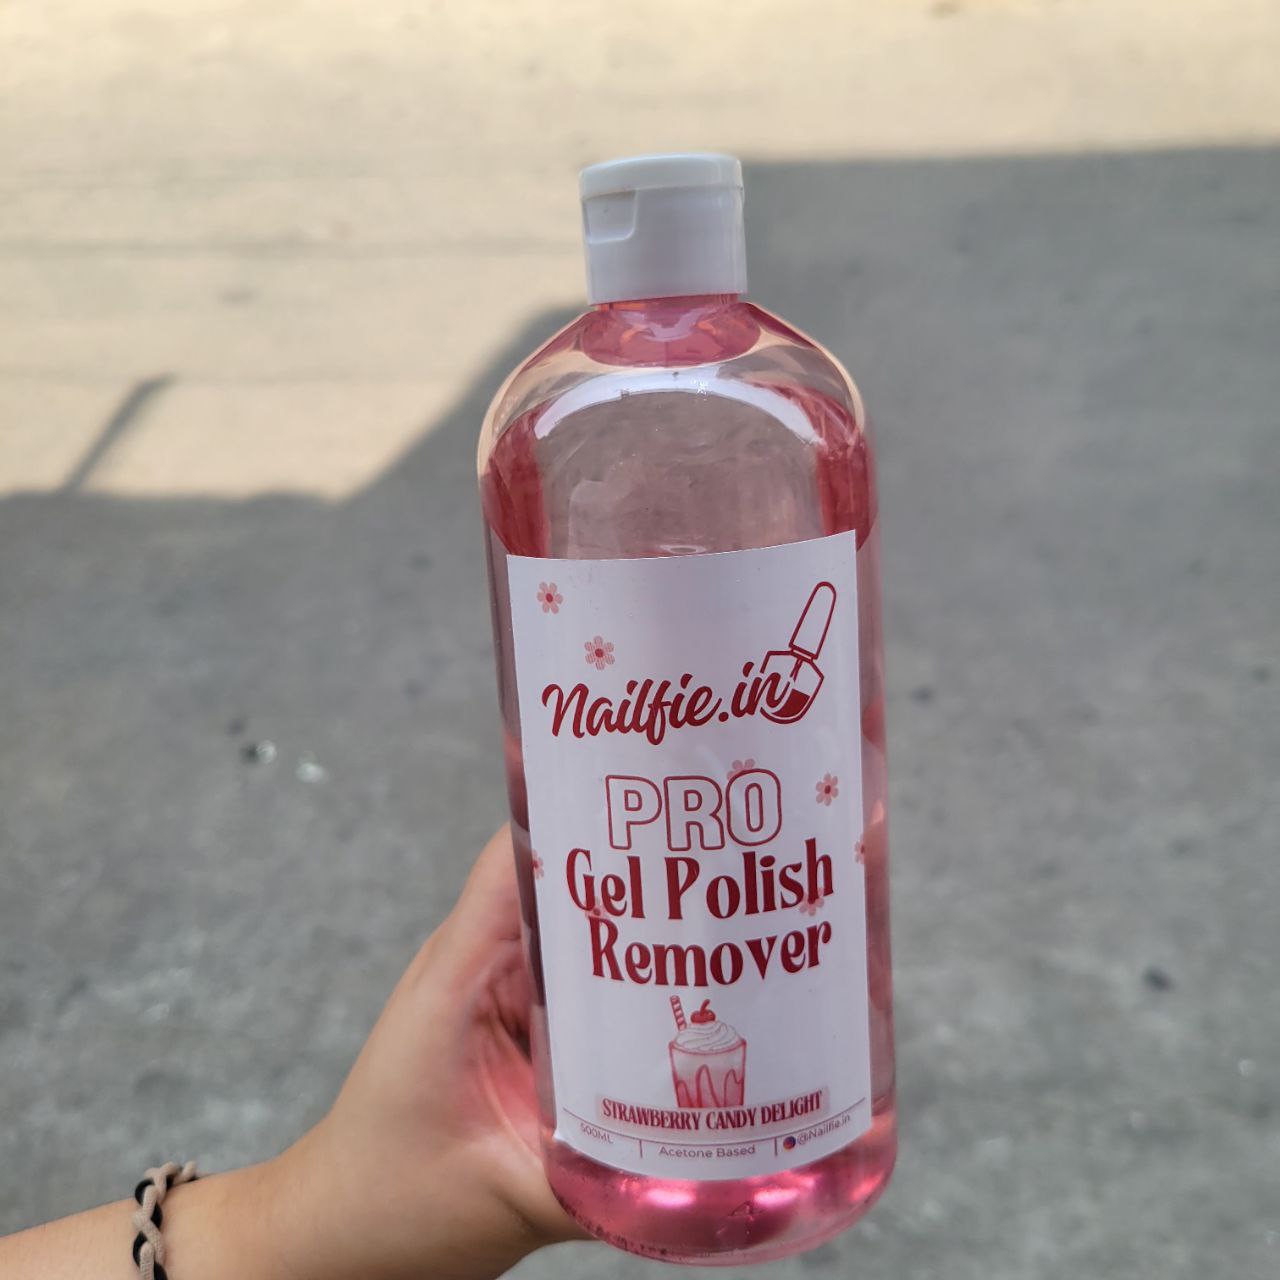 Nailfie.in
PRO
Gel Polish
Remover
STRAWBERRY CANDY DELIGHT
500ML
Acetone Based
@Nailfie.in